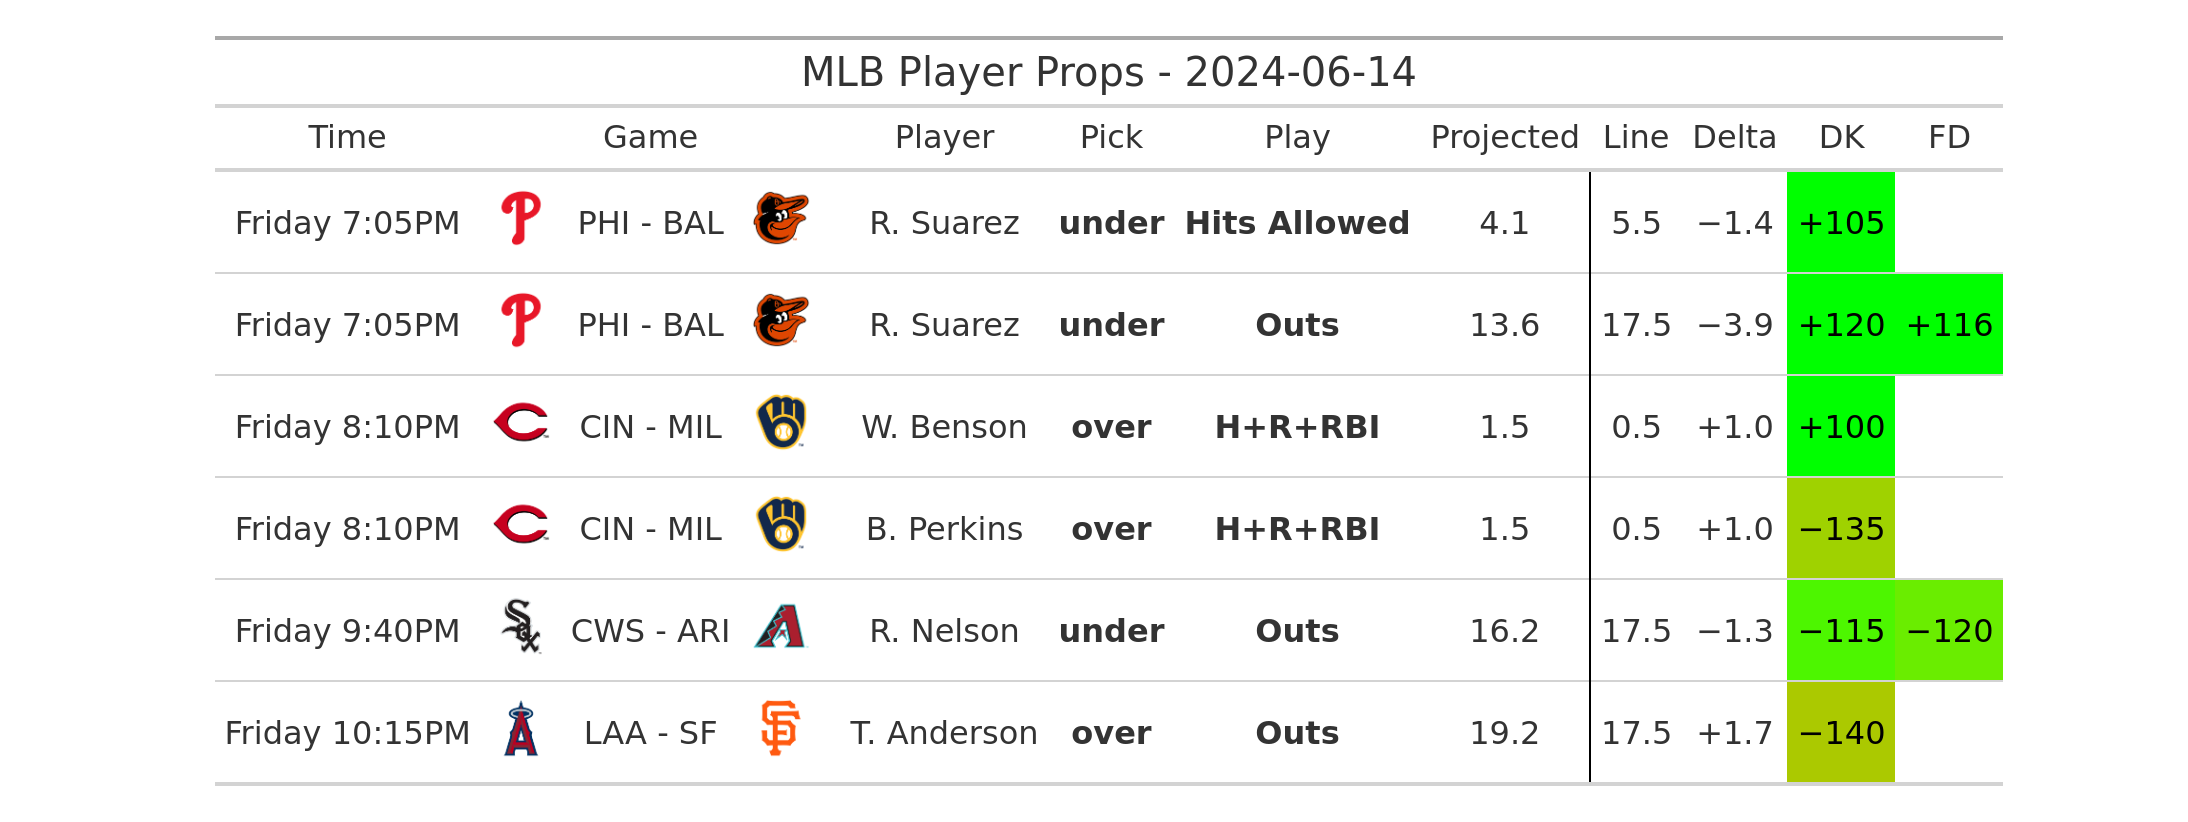 MLB Player Props - 2024-06-14
Time Game Player Pick Play Projected Line Delta DK FD
Friday 7:05PM PHI - BAL R. Suarez under Hits Allowed 4.1 5.5 −1.4 +105
Friday 7:05PM PHI - BAL R. Suarez under Outs 13.6 17.5 −3.9 +120 +116
Friday 8:10PM CIN - MIL W. Benson over H+R+RBI 1.5 0.5 +1.0 +100
Friday 8:10PM CIN - MIL B. Perkins over H+R+RBI 1.5 0.5 +1.0 −135
Friday 9:40PM CWS - ARI R. Nelson under Outs 16.2 17.5 −1.3 −115 −120
Friday 10:15PM LAA - SF T. Anderson over Outs 19.2 17.5 +1.7 −140